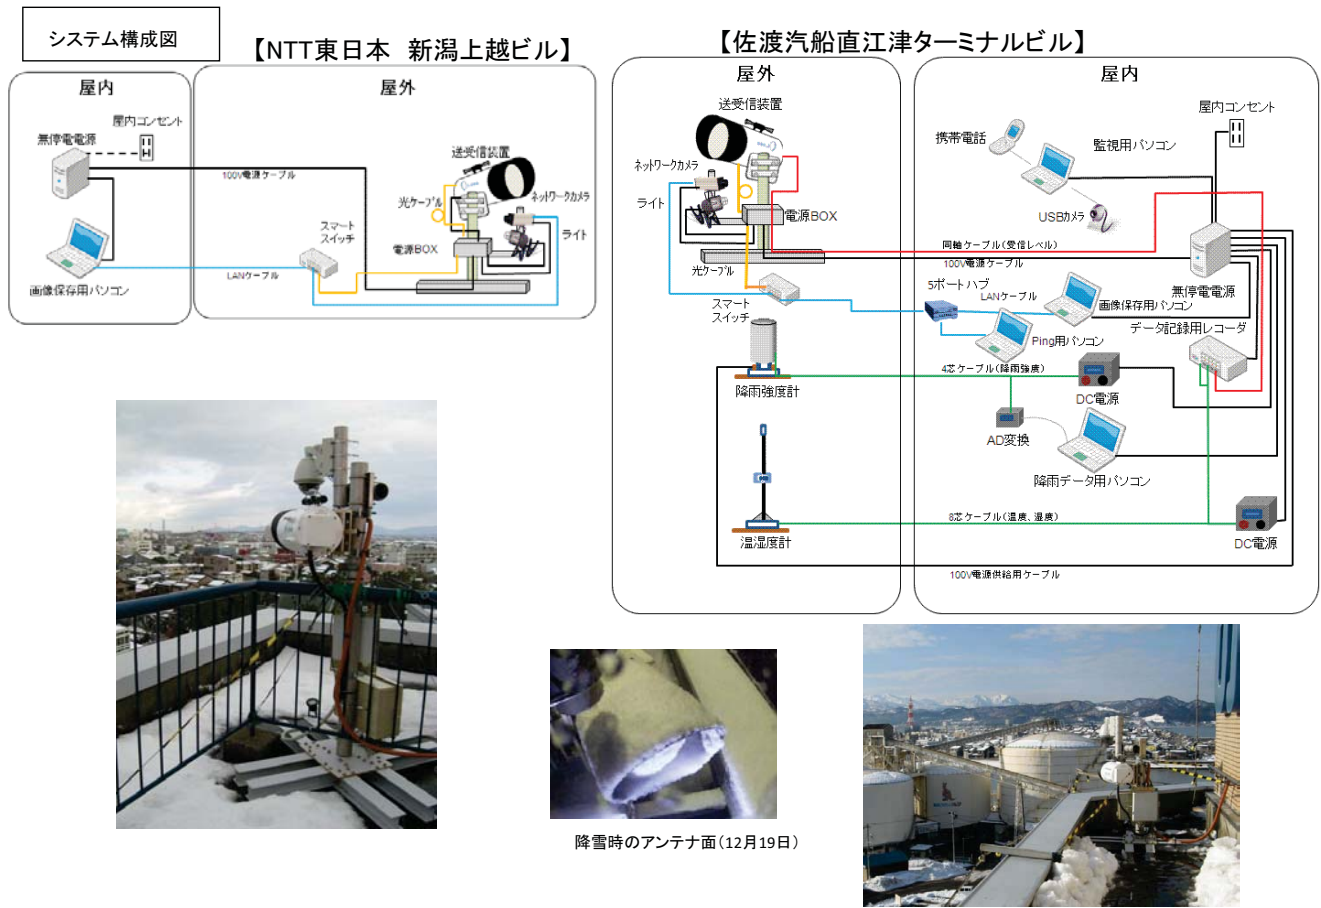 システム構成図
【NTT東日本　新潟上越ビル】
屋内
屋外
無停電電源
屋内コンセント
100V電源ケーブル
送受信装置
ネットワークカメラ
光ケーブル
ライト
スマート
スイッチ
電源BOX
LANケーブル
画像保存用パソコン
【佐渡汽船直江津ターミナルビル】
屋外
屋内
送受信装置
ネットワークカメラ
ライト
電源BOX
光ケーブル
スマート
スイッチ
降雨強度計
温湿度計
屋内コンセント
携帯電話
監視用パソコン
USBカメラ
同軸ケーブル(受信レベル)
100V電源ケーブル
無停電電源
5ポートハブ
LANケーブル
画像保存用パソコン
Ping用パソコン
データ記録用レコーダ
4芯ケーブル(降雨強度)
DC電源
AD変換
降雨データ用パソコン
8芯ケーブル(温度、湿度)
DC電源
100V電源供給用ケーブル
降雪時のアンテナ面(12月19日)